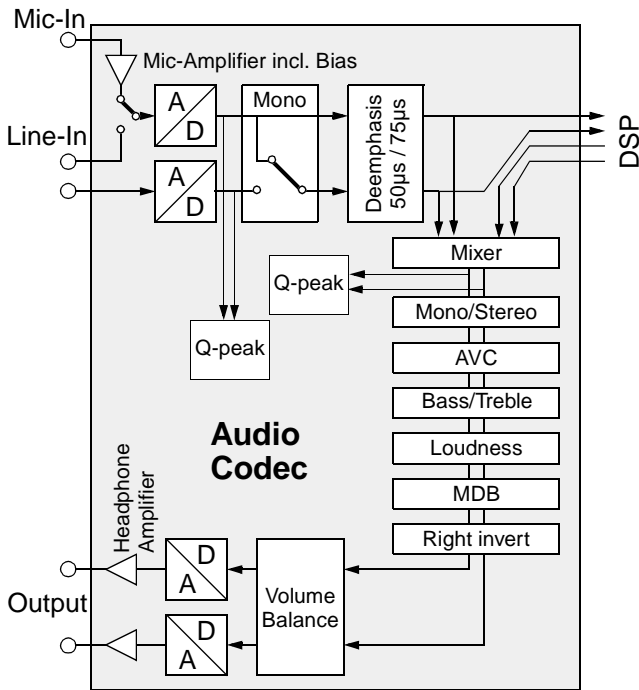 Mic-In
Mic-Amplifier incl. Bias
A
D
Mono
Deemphasis
50µs / 75µs
Line-In
A
D
DSP
Mixer
Q-peak
Mono/Stereo
Q-peak
AVC
Bass/Treble
Audio
Codec
Loudness
MDB
Right invert
Headphone
Amplifier
D
A
Volume
Balance
Output
D
A